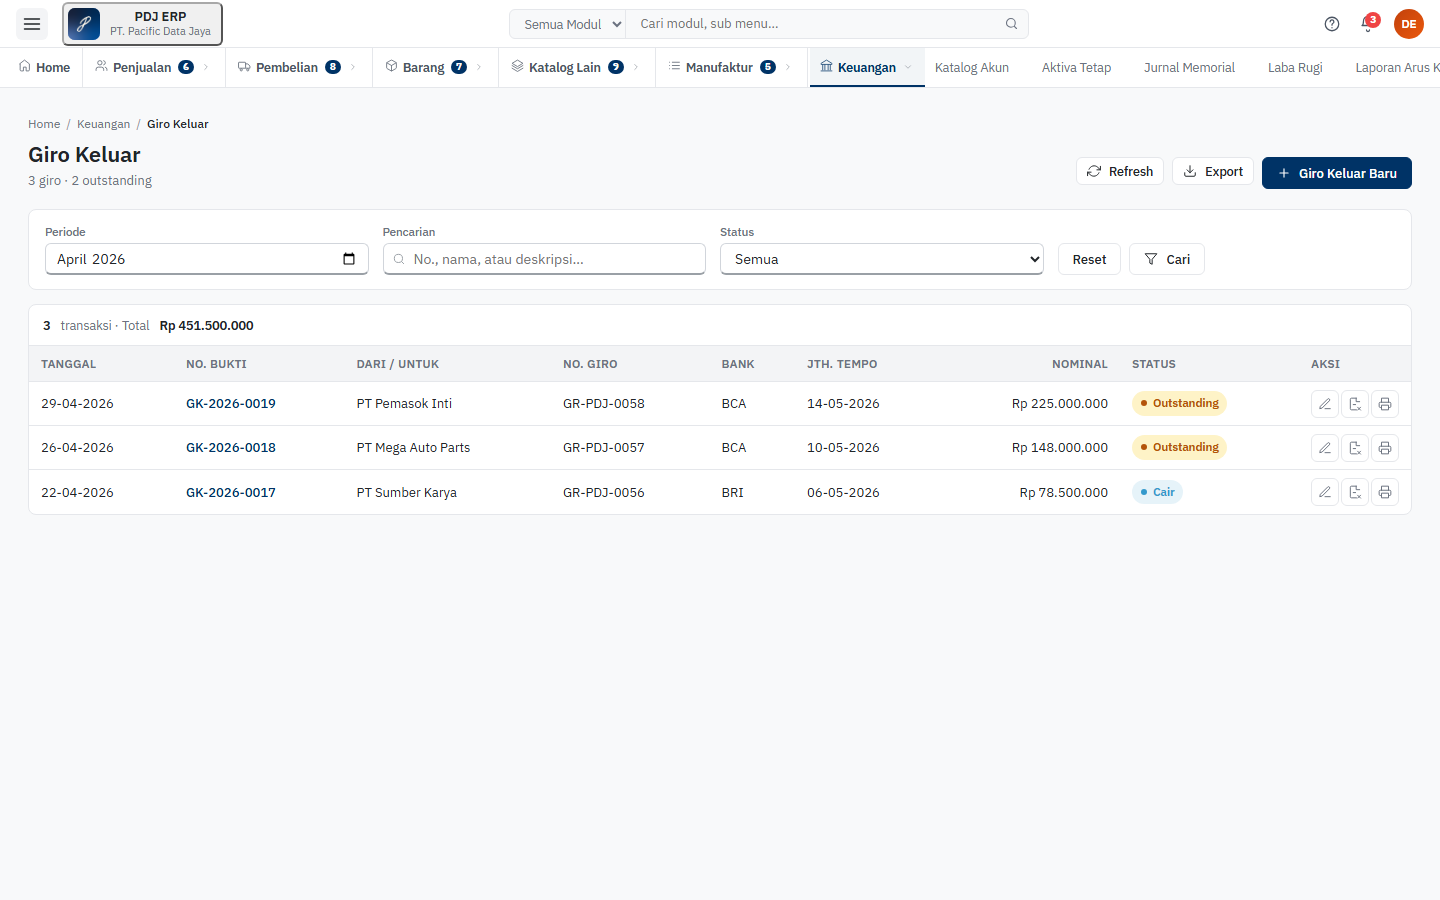 PDJ ERP
PT. Pacific Data Jaya
Semua Modul
Cari modul, sub menu...
3
DE
Home
Penjualan 6
Pembelian 8
Barang 7
Katalog Lain 9
Manufaktur 5
Keuangan
Katalog Akun
Aktiva Tetap
Jurnal Memorial
Laba Rugi
Laporan Arus K
Home / Keuangan / Giro Keluar
Giro Keluar
3 giro · 2 outstanding
Refresh
Export
+ Giro Keluar Baru
Periode
April 2026
Pencarian
No., nama, atau deskripsi...
Status
Semua
Reset
Cari
3 transaksi · Total Rp 451.500.000
TANGGAL NO. BUKTI DARI / UNTUK NO. GIRO BANK JTH. TEMPO NOMINAL STATUS AKSI
29-04-2026 GK-2026-0019 PT Pemasok Inti GR-PDJ-0058 BCA 14-05-2026 Rp 225.000.000 Outstanding
26-04-2026 GK-2026-0018 PT Mega Auto Parts GR-PDJ-0057 BCA 10-05-2026 Rp 148.000.000 Outstanding
22-04-2026 GK-2026-0017 PT Sumber Karya GR-PDJ-0056 BRI 06-05-2026 Rp 78.500.000 Cair